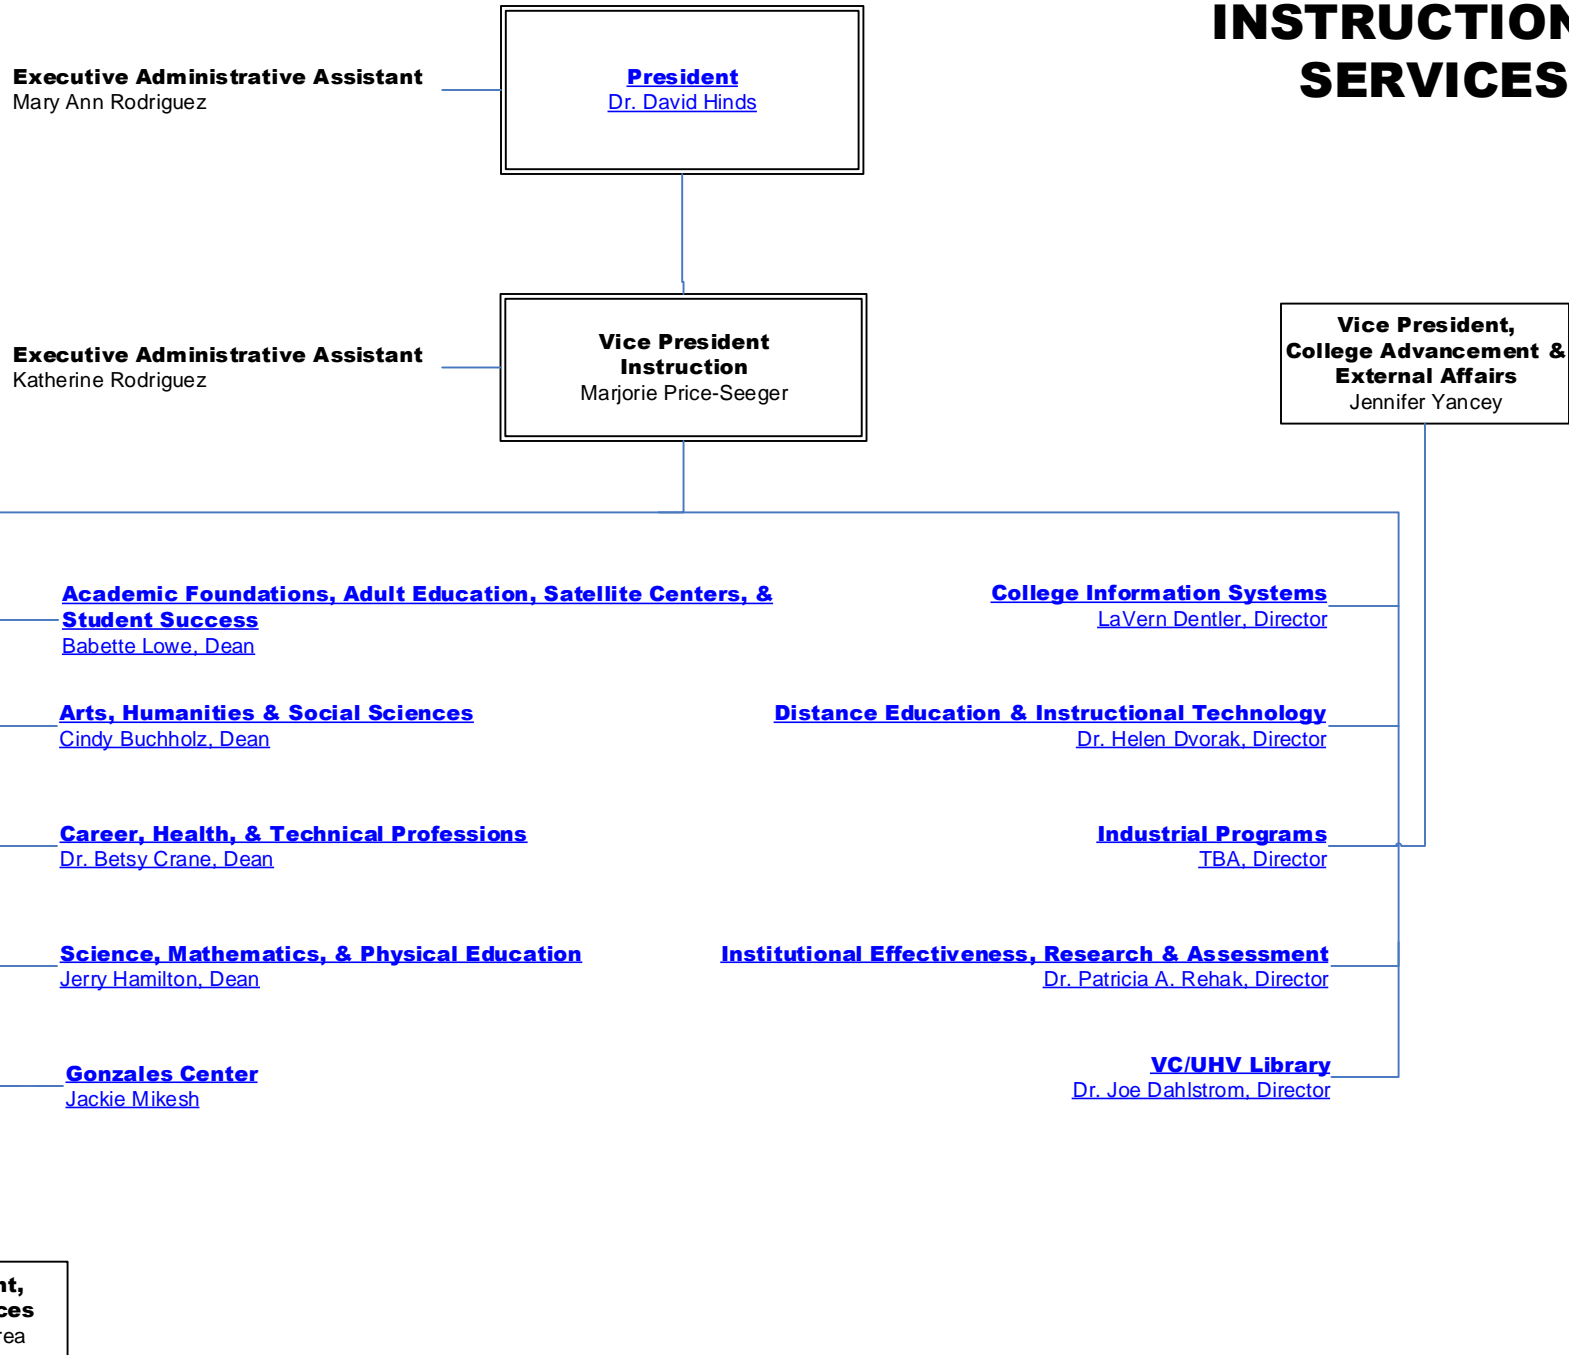 INSTRUCTION
SERVICES
Executive Administrative Assistant
Mary Ann Rodriguez
President
Dr. David Hinds
Executive Administrative Assistant
Katherine Rodriguez
Vice President
Instruction
Marjorie Price-Seeger
Vice President,
College Advancement &
External Affairs
Jennifer Yancey
Academic Foundations, Adult Education, Satellite Centers, &
Student Success
Babette Lowe, Dean
College Information Systems
LaVern Dentler, Director
Arts, Humanities & Social Sciences
Cindy Buchholz, Dean
Distance Education & Instructional Technology
Dr. Helen Dvorak, Director
Career, Health, & Technical Professions
Dr. Betsy Crane, Dean
Industrial Programs
TBA, Director
Science, Mathematics, & Physical Education
Jerry Hamilton, Dean
Institutional Effectiveness, Research & Assessment
Dr. Patricia A. Rehak, Director
Gonzales Center
Jackie Mikesh
VC/UHV Library
Dr. Joe Dahlstrom, Director
nt,
ces
rea